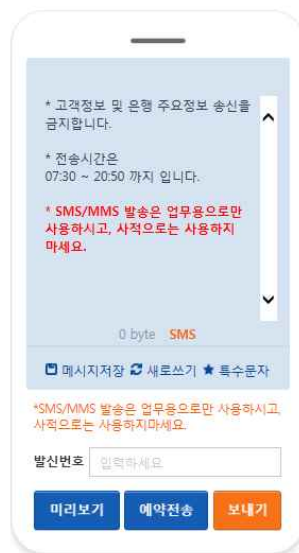 * 고객정보 및 은행 주요정보 송신을
금지합니다.
* 전송시간은
07:30 ~ 20:50 까지 입니다.
* SMS/MMS 발송은 업무용으로만
사용하시고, 사적으로는 사용하지
마세요.
0 byte SMS
메시지저장 새로쓰기 특수문자
*SMS/MMS 발송은 업무용으로만 사용하시고,
사적으로는 사용하지마세요.
발신번호 입력하세요
미리보기 예약전송 보내기